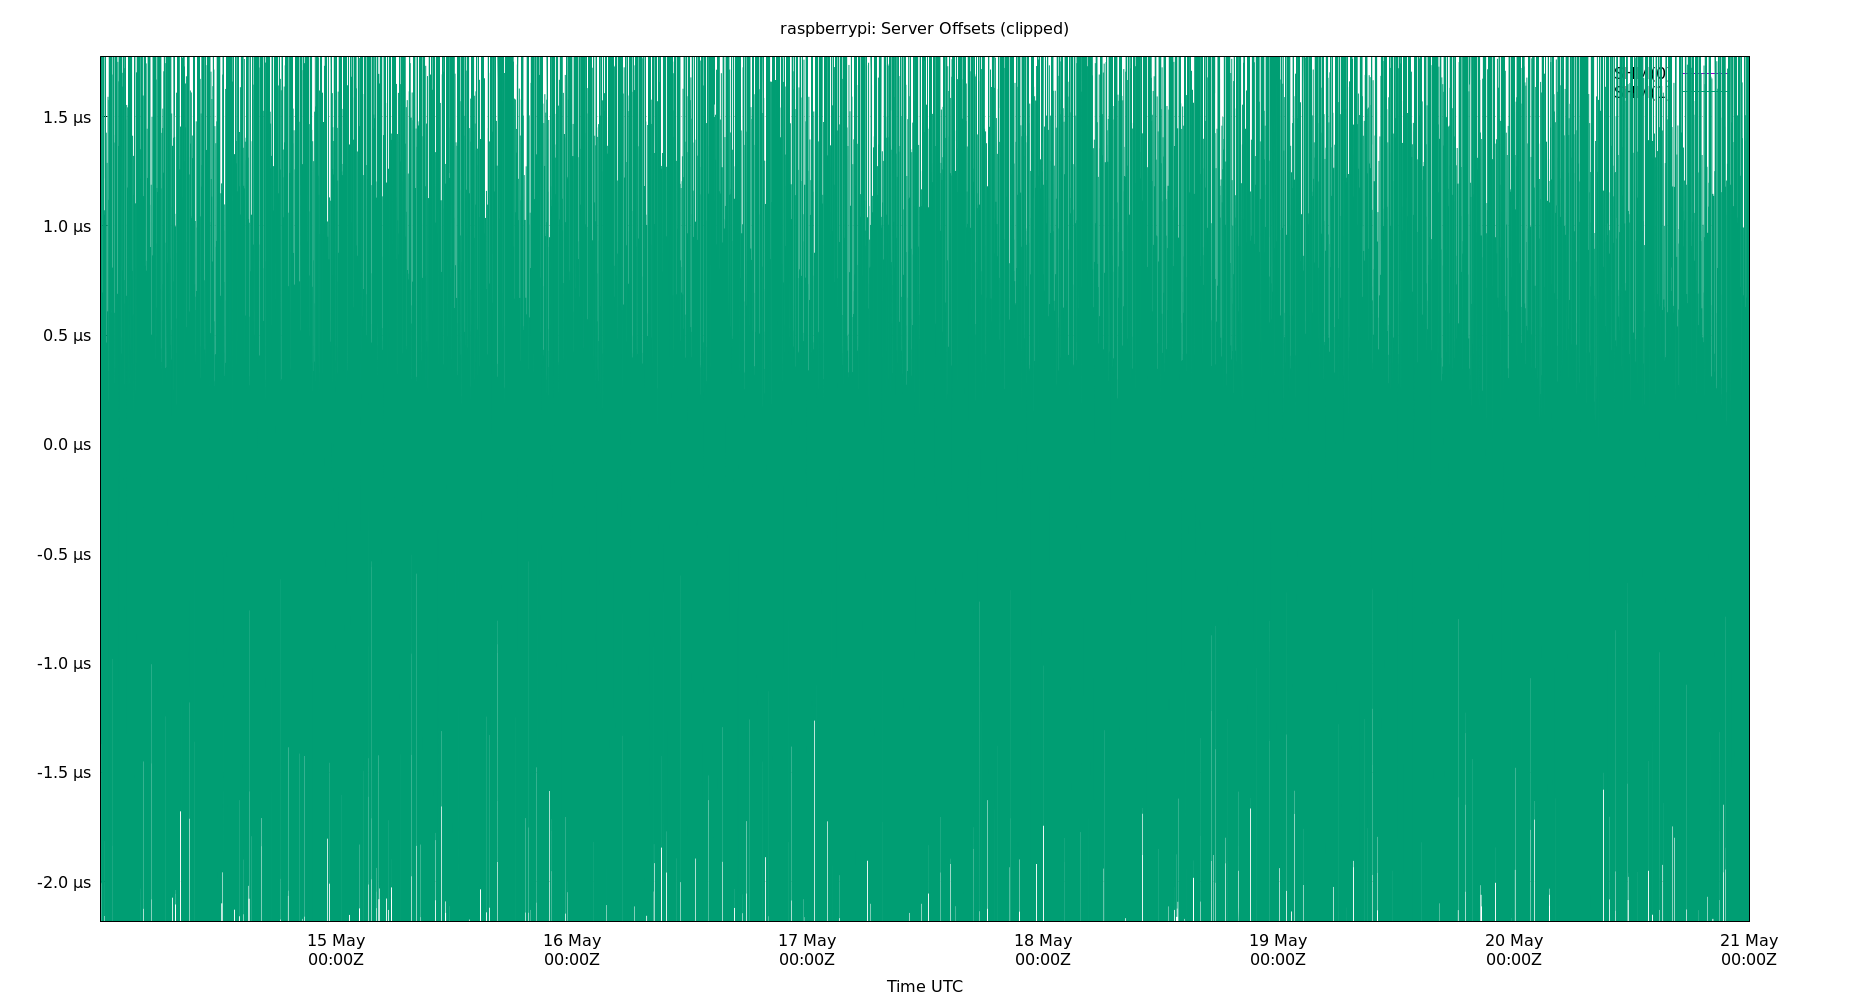 raspberrypi: Server Offsets (clipped)
1.5 µs
1.0 µs
0.5 µs
0.0 µs
-0.5 µs
-1.0 µs
-1.5 µs
-2.0 µs
15 May 16 May 17 May 18 May 19 May 20 May 21 May
00:00Z 00:00Z 00:00Z 00:00Z 00:00Z 00:00Z 00:00Z
Time UTC